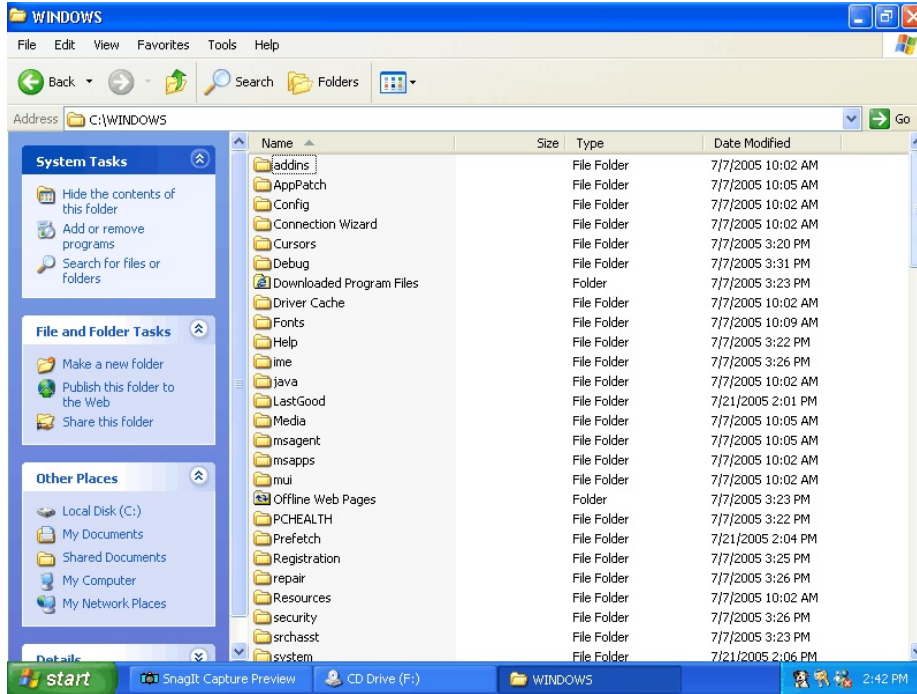 WINDOWS
File Edit View Favorites Tools Help
Back Search Folders
Address C:\WINDOWS Go
System Tasks
Hide the contents of
this folder
Add or remove
programs
Search for files or
folders
File and Folder Tasks
Make a new folder
Publish this folder to
the Web
Share this folder
Other Places
Local Disk (C:)
My Documents
Shared Documents
My Computer
My Network Places
Details
Name Size Type Date Modified
addins File Folder 7/7/2005 10:02 AM
AppPatch File Folder 7/7/2005 10:05 AM
Config File Folder 7/7/2005 10:02 AM
Connection Wizard File Folder 7/7/2005 10:02 AM
Cursors File Folder 7/7/2005 3:20 PM
Debug File Folder 7/7/2005 3:31 PM
Downloaded Program Files Folder 7/7/2005 3:23 PM
Driver Cache File Folder 7/7/2005 10:02 AM
Fonts File Folder 7/7/2005 10:09 AM
Help File Folder 7/7/2005 3:22 PM
ime File Folder 7/7/2005 3:26 PM
java File Folder 7/7/2005 10:02 AM
LastGood File Folder 7/21/2005 2:01 PM
Media File Folder 7/7/2005 10:05 AM
msagent File Folder 7/7/2005 10:05 AM
msapps File Folder 7/7/2005 10:02 AM
mui File Folder 7/7/2005 10:02 AM
Offline Web Pages Folder 7/7/2005 3:23 PM
PCHEALTH File Folder 7/7/2005 3:22 PM
Prefetch File Folder 7/21/2005 2:04 PM
Registration File Folder 7/7/2005 3:25 PM
repair File Folder 7/7/2005 3:26 PM
Resources File Folder 7/7/2005 10:02 AM
security File Folder 7/7/2005 3:26 PM
srchasst File Folder 7/7/2005 3:23 PM
system File Folder 7/21/2005 2:06 PM
start SnagIt Capture Preview CD Drive (F:) WINDOWS 2:42 PM